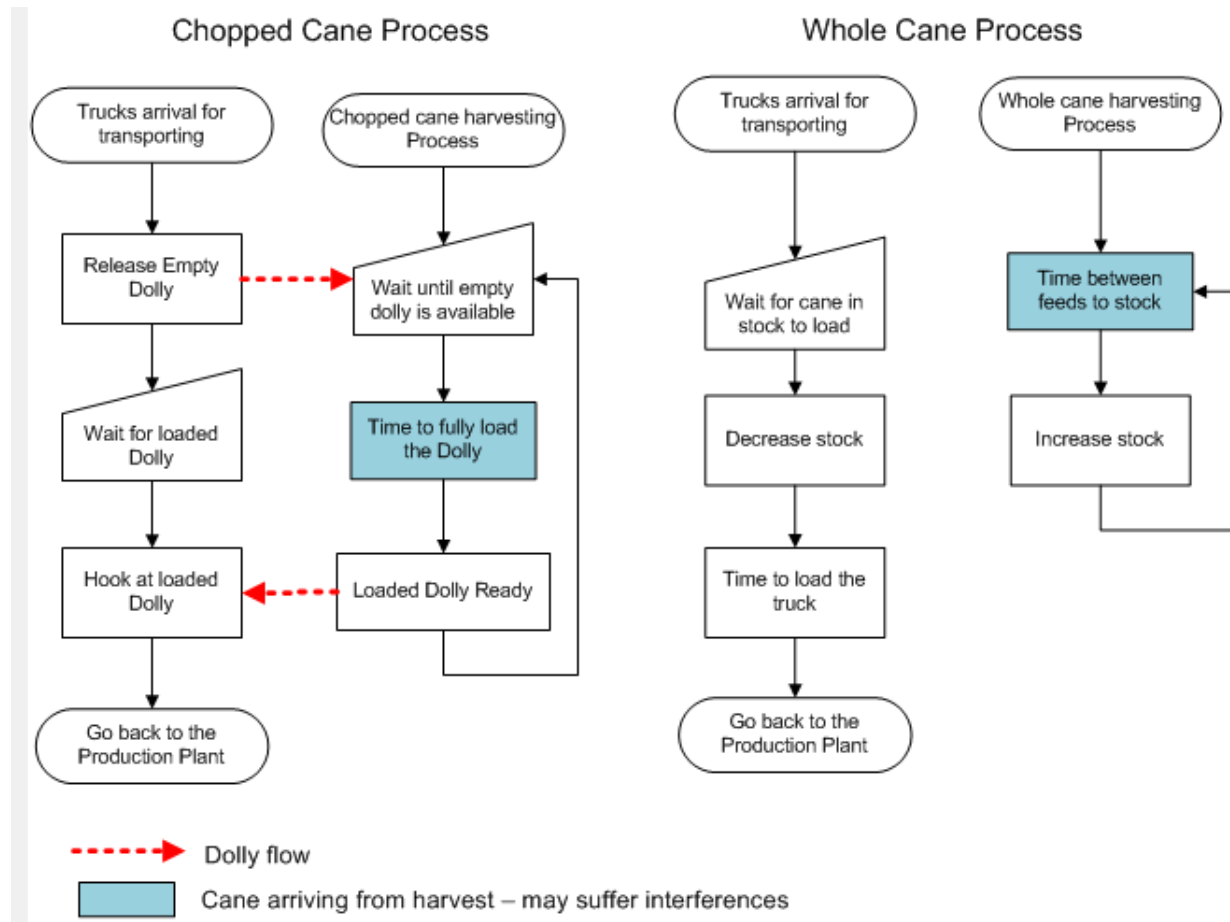 Chopped Cane Process
Whole Cane Process
Trucks arrival for
transporting
Chopped cane harvesting
Process
Release Empty
Dolly
Wait until empty
dolly is available
Wait for loaded
Dolly
Time to fully load
the Dolly
Hook at loaded
Dolly
Loaded Dolly Ready
Go back to the
Production Plant
Trucks arrival for
transporting
Whole cane harvesting
Process
Wait for cane in
stock to load
Time between
feeds to stock
Decrease stock
Increase stock
Time to load the
truck
Go back to the
Production Plant
Dolly flow
Cane arriving from harvest – may suffer interferences